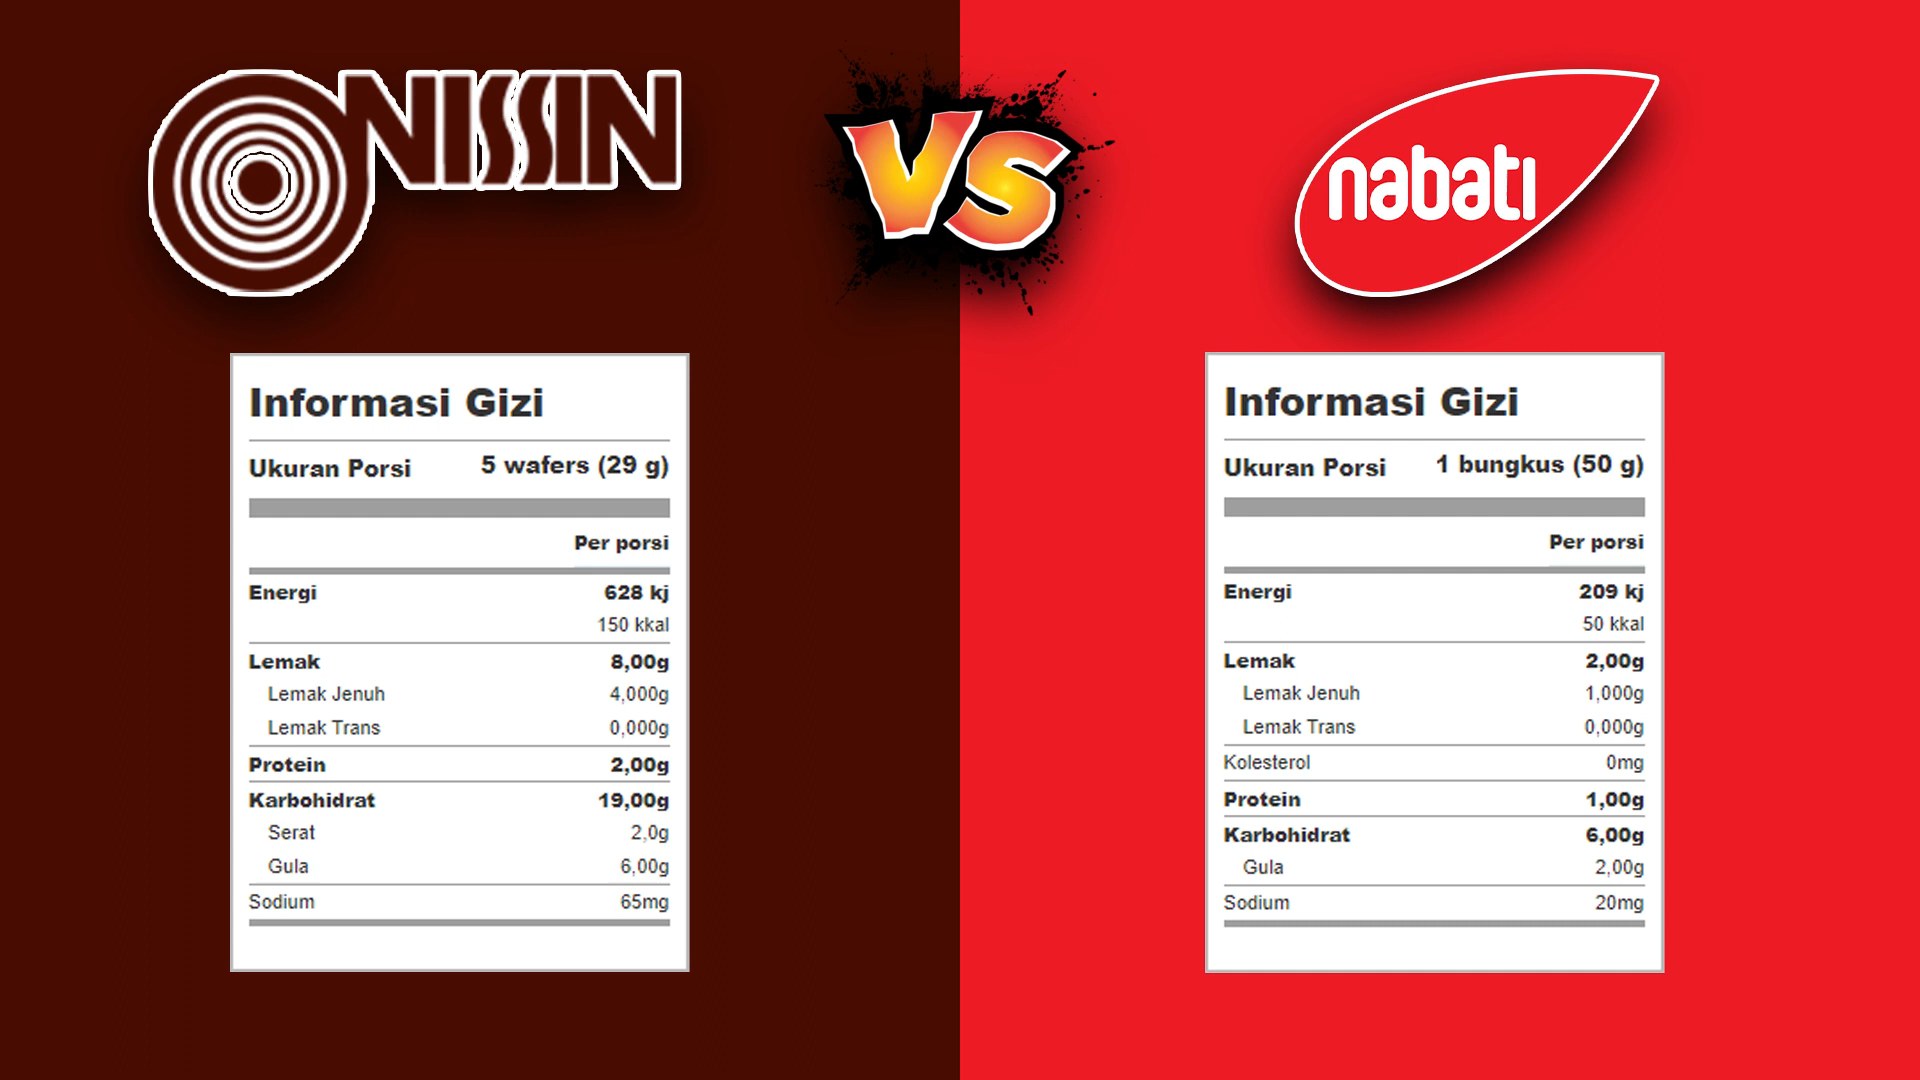 NISSIN
VS
nabati
Informasi Gizi
Ukuran Porsi 5 wafers (29 g)
Per porsi
Energi 628 kj
150 kkal
Lemak 8,00g
Lemak Jenuh 4,000g
Lemak Trans 0,000g
Protein 2,00g
Karbohidrat 19,00g
Serat 2,0g
Gula 6,00g
Sodium 65mg
Informasi Gizi
Ukuran Porsi 1 bungkus (50 g)
Per porsi
Energi 209 kj
50 kkal
Lemak 2,00g
Lemak Jenuh 1,000g
Lemak Trans 0,000g
Kolesterol 0mg
Protein 1,00g
Karbohidrat 6,00g
Gula 2,00g
Sodium 20mg